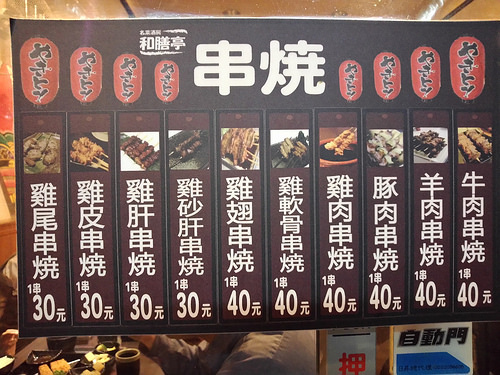 和膳亭
串燒
やきとり
やきとり
やきとり
やきとり
やきとり
やきとり
やきとり
やきとり
雞尾串燒
1串
30元
雞皮串燒
1串
30元
雞肝串燒
1串
30元
雞砂肝串燒
1串
30元
雞翅串燒
1串
40元
雞軟骨串燒
1串
40元
雞肉串燒
1串
40元
豚肉串燒
1串
40元
羊肉串燒
1串
40元
牛肉串燒
1串
40元
押
自動門